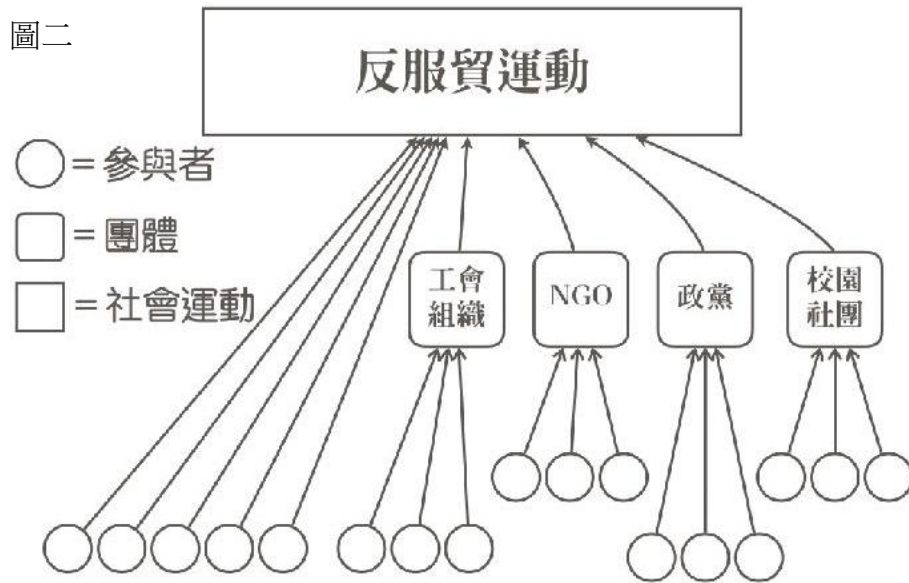 圖二
反服貿運動
= 參與者
= 團體
= 社會運動
工會
組織
NGO
政黨
校園
社團